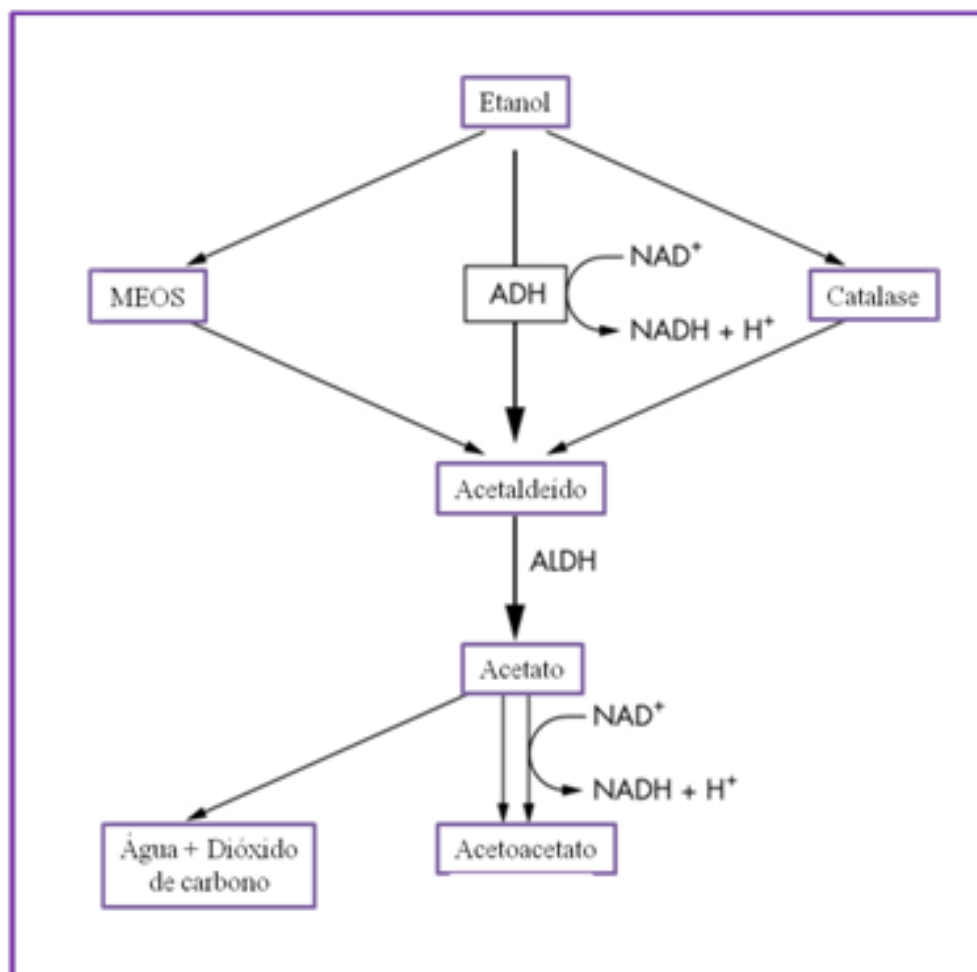 Etanol
MEOS
ADH
NAD⁺
NADH + H⁺
Catalase
Acetaldeído
ALDH
Acetato
NAD⁺
NADH + H⁺
Água + Dióxido
de carbono
Acetoacetato